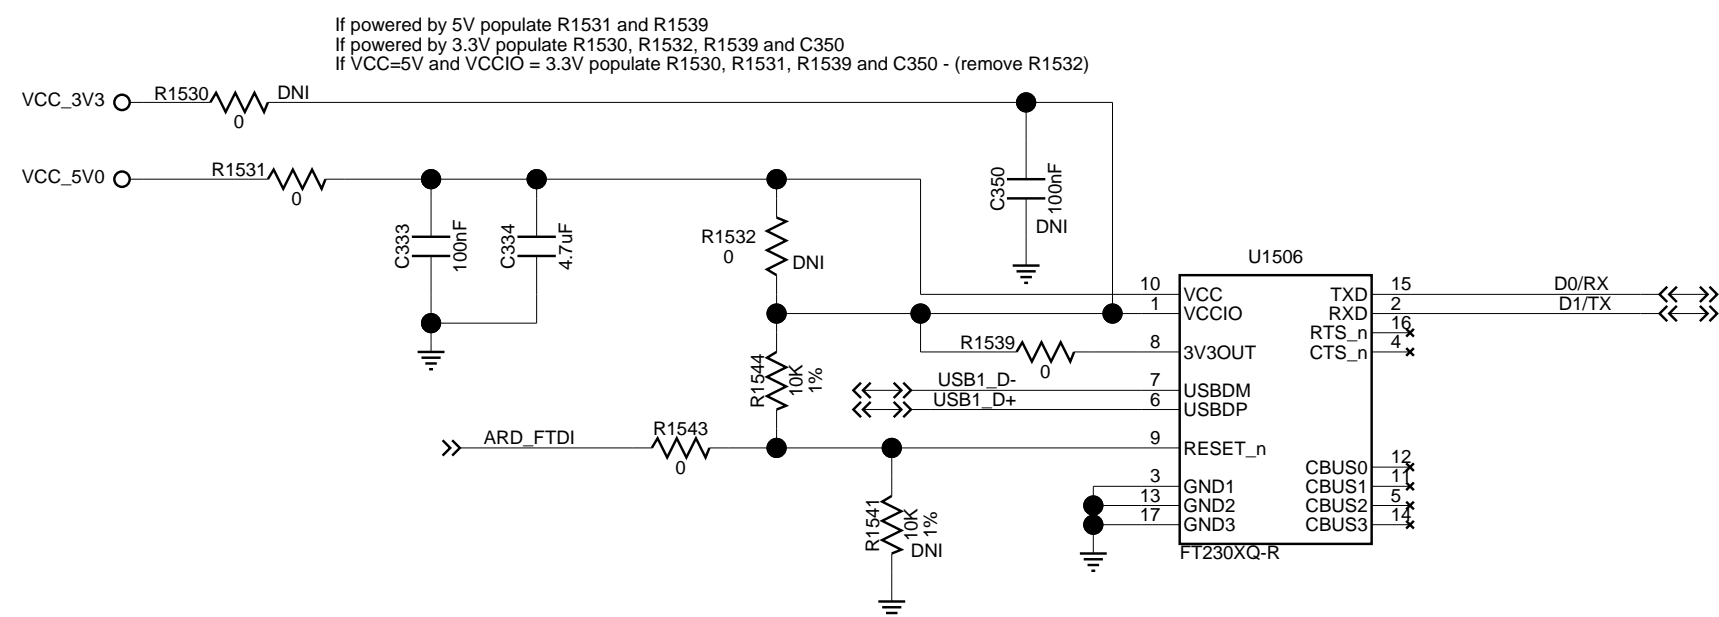 If powered by 5V populate R1531 and R1539
If powered by 3.3V populate R1530, R1532, R1539 and C350
If VCC=5V and VCCIO = 3.3V populate R1530, R1531, R1539 and C350 - (remove R1532)
VCC_3V3
R1530
DNI
0
VCC_5V0
R1531
0
C333
100nF
C334
4.7uF
R1532
0
DNI
C350
100nF
DNI
U1506
10
VCC
1
VCCIO
8
3V3OUT
7
USBDM
6
USBDP
9
RESET_n
3
GND1
13
GND2
17
GND3
TXD
15
D0/RX
RXD
2
D1/TX
RTS_n
16
CTS_n
4
CBUS0
12
CBUS1
11
CBUS2
5
CBUS3
14
FT230XQ-R
R1539
0
USB1_D-
USB1_D+
R1544
10K
1%
ARD_FTDI
R1543
0
R1541
10K
1%
DNI